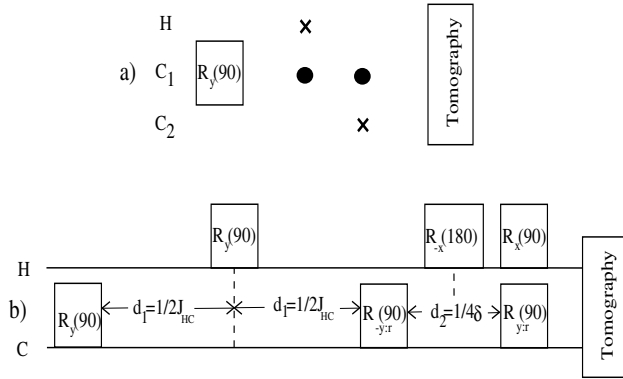 H
a) C1 Ry(90) Tomography
C2
Ry(90) R-x(180) Rx(90)
H
b) Ry(90) d1=1/2JHC d1=1/2JHC R-y:r(90) d2=1/4δ Ry:r(90) Tomography
C